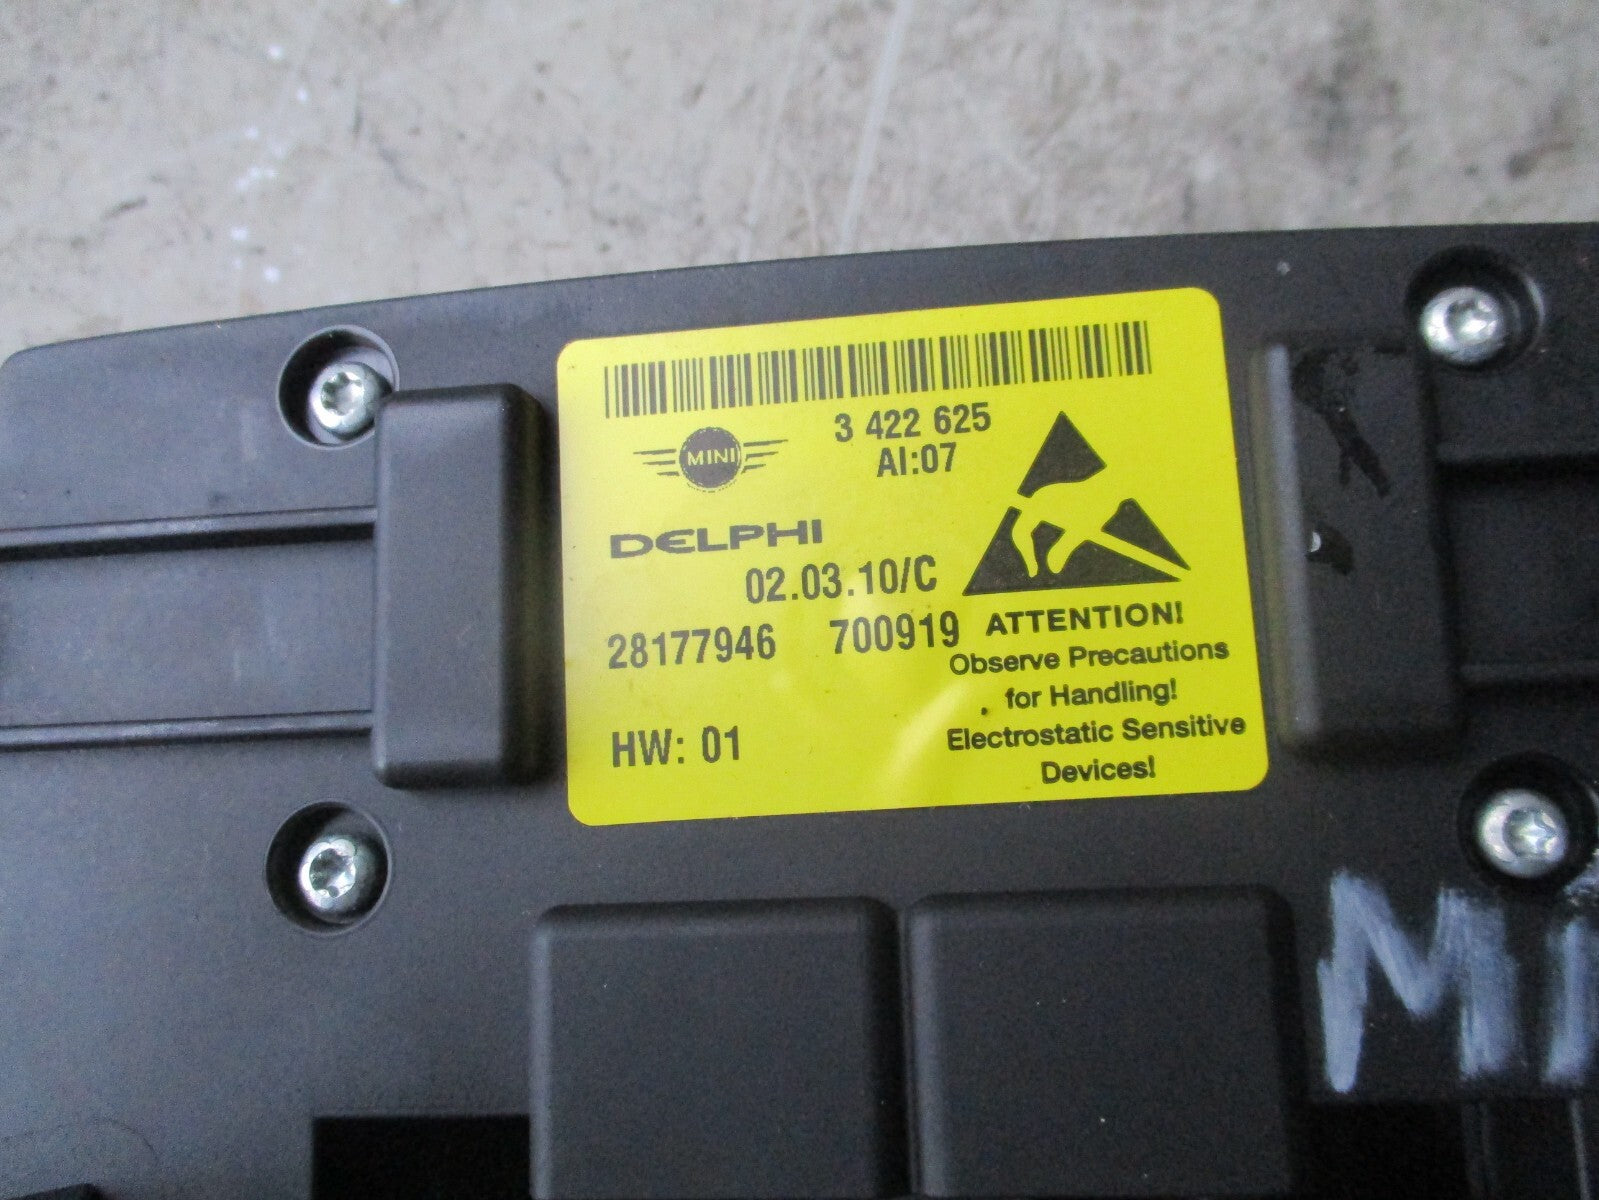 3 422 625
MINI
AI:07
DELPHI
02.03.10/C
28177946 700919
ATTENTION!
Observe Precautions
for Handling!
Electrostatic Sensitive
Devices!
HW: 01